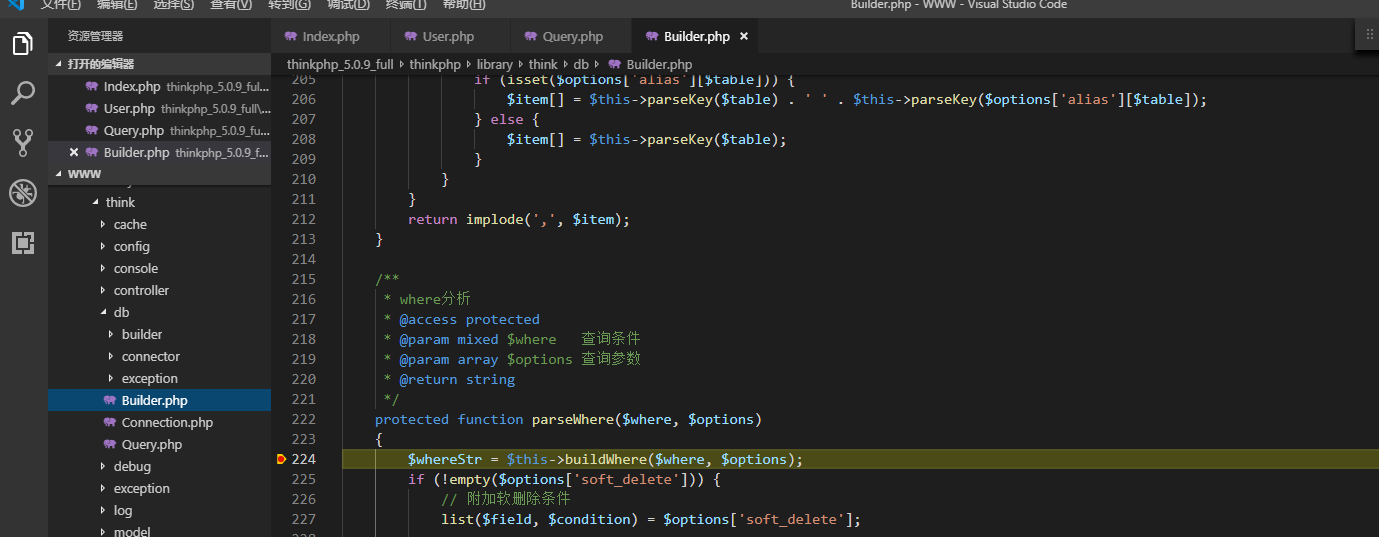 文件(F) 编辑(E) 选择(S) 查看(V) 转到(G) 调试(D) 终端(T) 帮助(H) Builder.php - WWW - Visual Studio Code
资源管理器
打开的编辑器
Index.php thinkphp_5.0.9_ful...
User.php thinkphp_5.0.9_full\...
Query.php thinkphp_5.0.9_full...
Builder.php thinkphp_5.0.9_f...
WWW
think
cache
config
console
controller
db
builder
connector
exception
Builder.php
Connection.php
Query.php
debug
exception
log
model
Index.php User.php Query.php Builder.php
thinkphp_5.0.9_full thinkphp library think db Builder.php
205 if (isset($options['alias'][$table])) {
206 $item[] = $this->parseKey($table) . ' ' . $this->parseKey($options['alias'][$table]);
207 } else {
208 $item[] = $this->parseKey($table);
209 }
210 }
211 }
212 return implode(',', $item);
213 }
214
215 /**
216 * where分析
217 * @access protected
218 * @param mixed $where 查询条件
219 * @param array $options 查询参数
220 * @return string
221 */
222 protected function parseWhere($where, $options)
223 {
224 $whereStr = $this->buildWhere($where, $options);
225 if (!empty($options['soft_delete'])) {
226 // 附加软删除条件
227 list($field, $condition) = $options['soft_delete'];